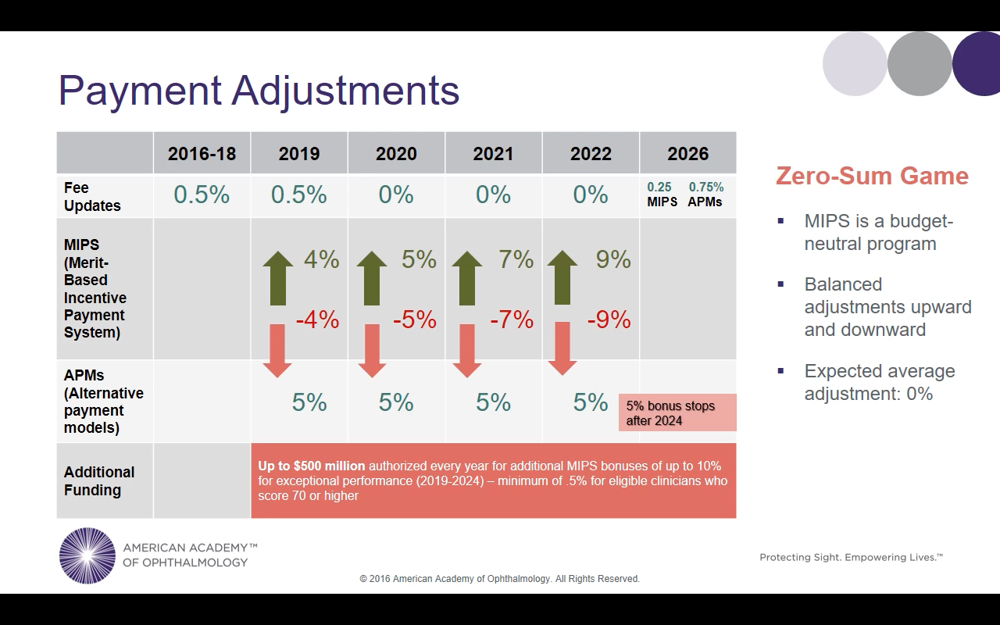 Payment Adjustments
2016-18 2019 2020 2021 2022 2026
Fee
Updates
0.5% 0.5% 0% 0% 0%
0.25 0.75%
MIPS APMs
MIPS
(Merit-
Based
Incentive
Payment
System)
4% 5% 7% 9%
-4% -5% -7% -9%
APMs
(Alternative
payment
models)
5% 5% 5% 5%
5% bonus stops
after 2024
Additional
Funding
Up to $500 million authorized every year for additional MIPS bonuses of up to 10%
for exceptional performance (2019-2024) – minimum of .5% for eligible clinicians who
score 70 or higher
Zero-Sum Game
▪ MIPS is a budget-
neutral program
▪ Balanced
adjustments upward
and downward
▪ Expected average
adjustment: 0%
AMERICAN ACADEMY™
OF OPHTHALMOLOGY
Protecting Sight. Empowering Lives.™
© 2016 American Academy of Ophthalmology. All Rights Reserved.